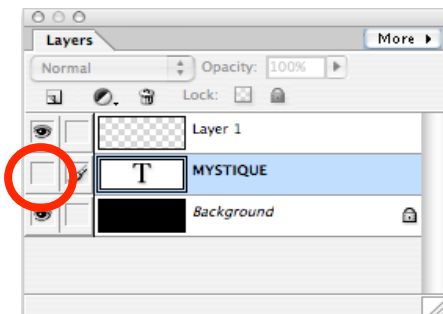 Layers More
Normal Opacity: 100%
Lock:
Layer 1
T MYSTIQUE
Background